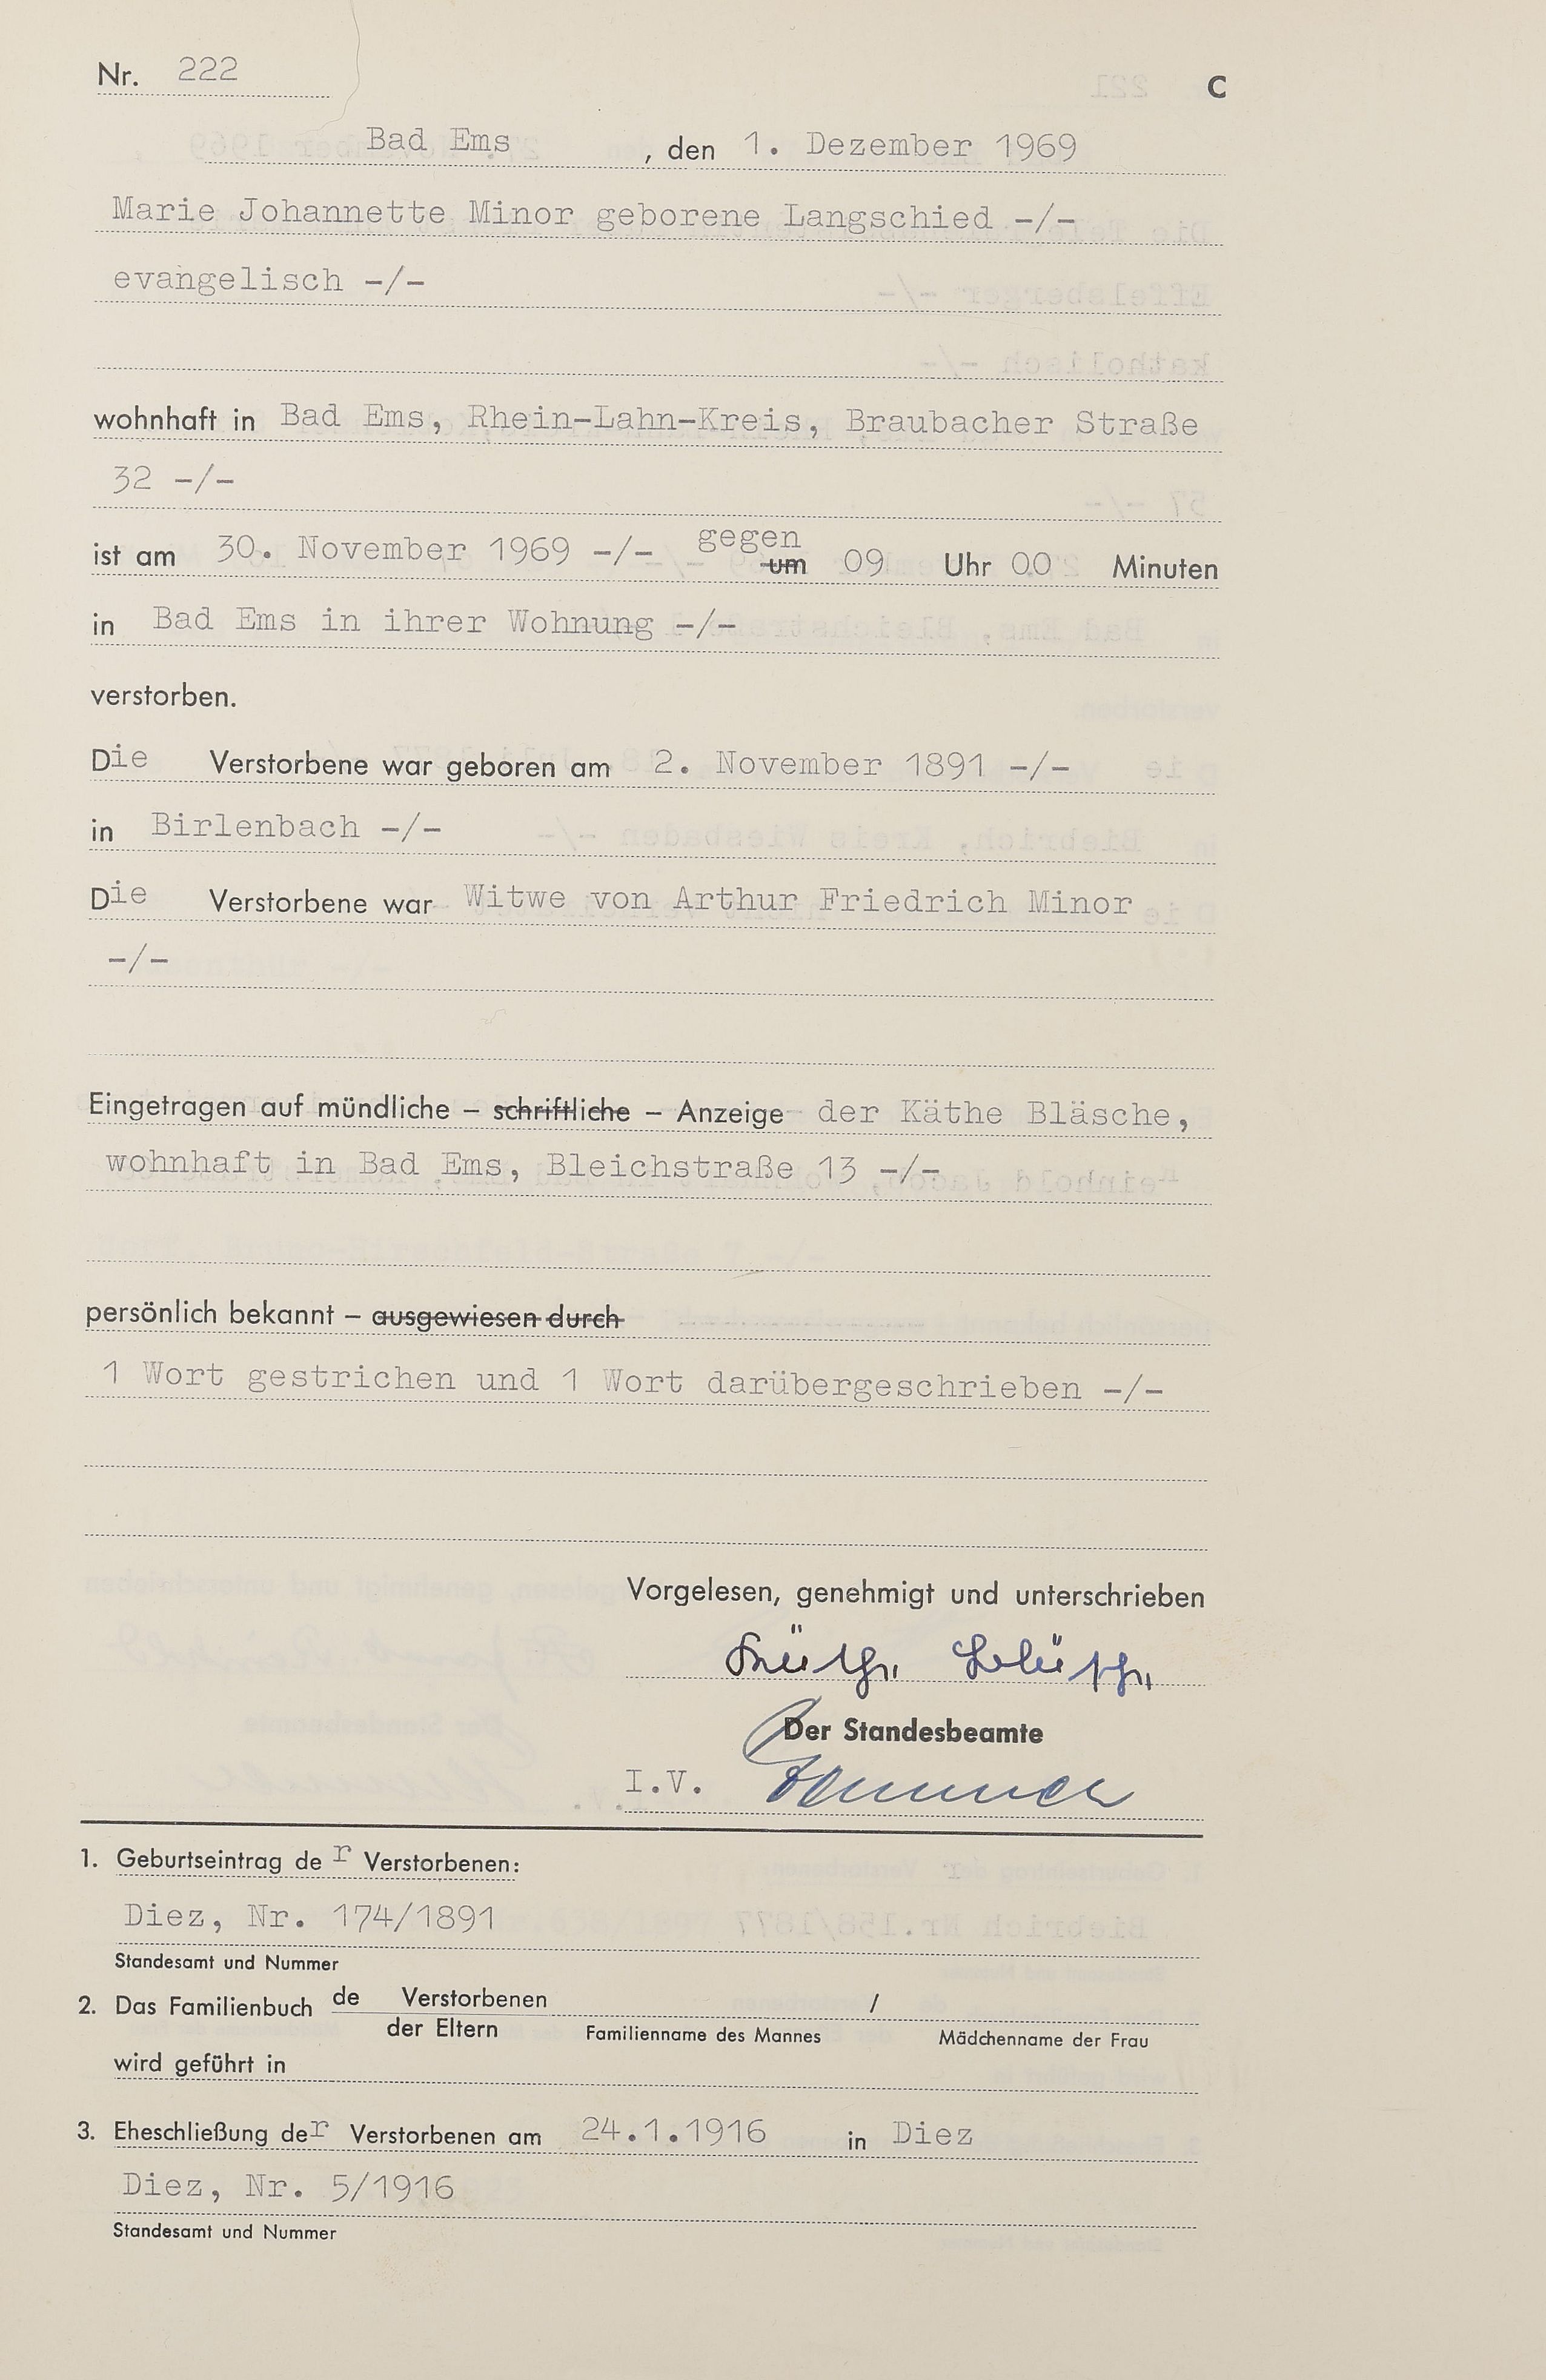 Nr. 222 C
Bad Ems , den 1. Dezember 1969
Marie Johannette Minor geborene Langschied -/-
evangelisch -/-
wohnhaft in Bad Ems, Rhein-Lahn-Kreis, Braubacher Straße
32 -/-
gegen
ist am 30. November 1969 -/- um 09 Uhr 00 Minuten
in Bad Ems in ihrer Wohnung -/-
verstorben.
Die Verstorbene war geboren am 2. November 1891 -/-
in Birlenbach -/-
Die Verstorbene war Witwe von Arthur Friedrich Minor
-/-
Eingetragen auf mündliche – schriftliche – Anzeige der Käthe Bläsche,
wohnhaft in Bad Ems, Bleichstraße 13 -/-
persönlich bekannt – ausgewiesen durch
1 Wort gestrichen und 1 Wort darübergeschrieben -/-
Vorgelesen, genehmigt und unterschrieben
Käthe Bläsche
Der Standesbeamte
I.V.
1. Geburtseintrag der Verstorbenen:
Diez, Nr. 174/1891
Standesamt und Nummer
2. Das Familienbuch de Verstorbenen /
der Eltern Familienname des Mannes Mädchenname der Frau
wird geführt in
3. Eheschließung der Verstorbenen am 24.1.1916 in Diez
Diez, Nr. 5/1916
Standesamt und Nummer